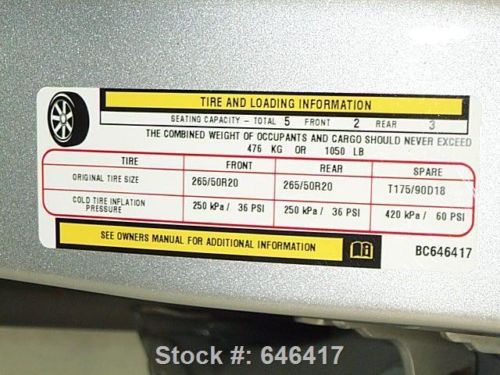 TIRE AND LOADING INFORMATION
SEATING CAPACITY - TOTAL 5 FRONT 2 REAR 3
THE COMBINED WEIGHT OF OCCUPANTS AND CARGO SHOULD NEVER EXCEED
476 KG OR 1050 LB
TIRE FRONT REAR SPARE
ORIGINAL TIRE SIZE 265/50R20 265/50R20 T175/90D18
COLD TIRE INFLATION PRESSURE 250 kPa / 36 PSI 250 kPa / 36 PSI 420 kPa / 60 PSI
SEE OWNERS MANUAL FOR ADDITIONAL INFORMATION BC646417
Stock #: 646417